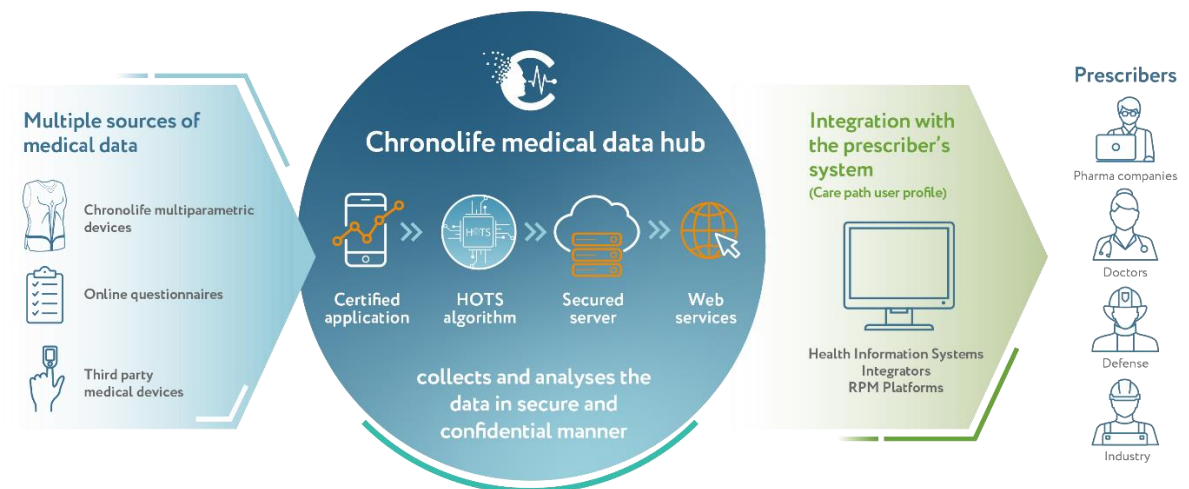 Multiple sources of
medical data
Chronolife multiparametric
devices
Online questionnaires
Third party
medical devices
Chronolife medical data hub
HOTS
Certified
application
HOTS
algorithm
Secured
server
Web
services
collects and analyses the
data in secure and
confidential manner
Integration with
the prescriber's
system
(Care path user profile)
Health Information Systems
Integrators
RPM Platforms
Prescribers
Pharma companies
Doctors
Defense
Industry